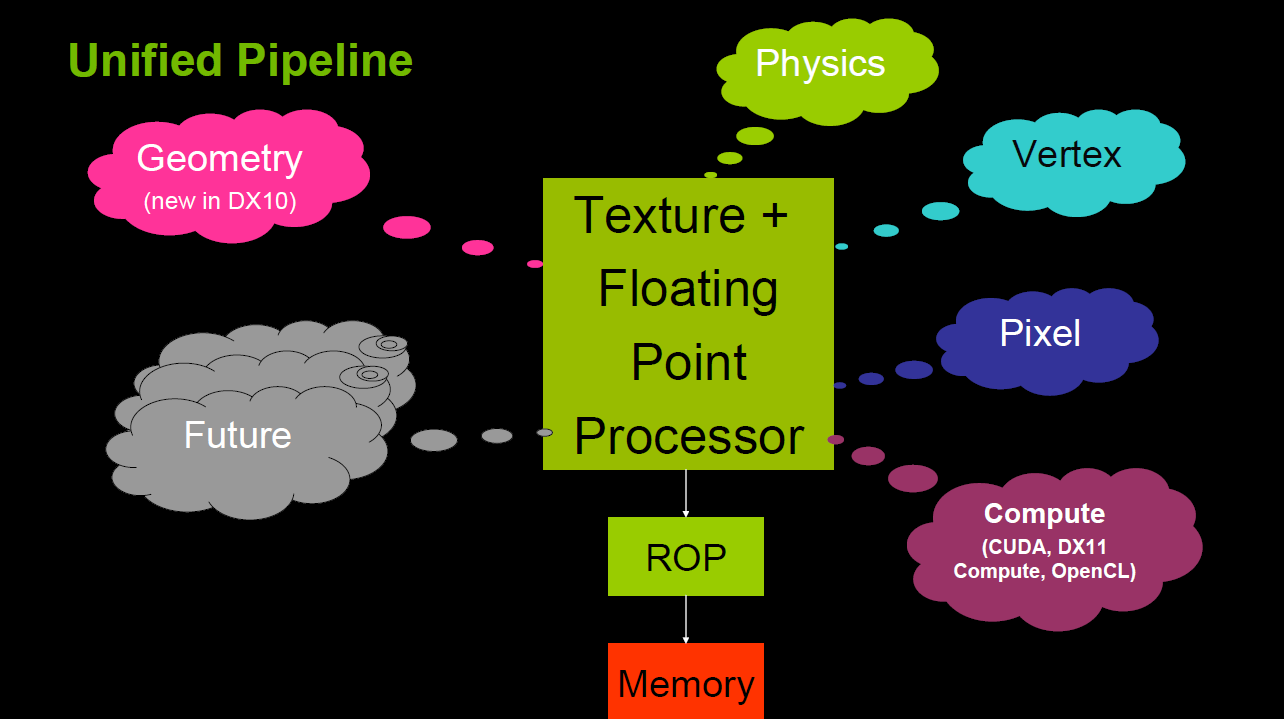 Unified Pipeline
Physics
Geometry
(new in DX10)
Vertex
Texture +
Floating
Point
Processor
Pixel
Future
Compute
(CUDA, DX11
Compute, OpenCL)
ROP
Memory